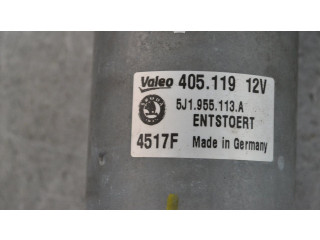 Valeo 405.119 12V
5J1.955.113.A
ENTSTOERT
4517F Made in Germany